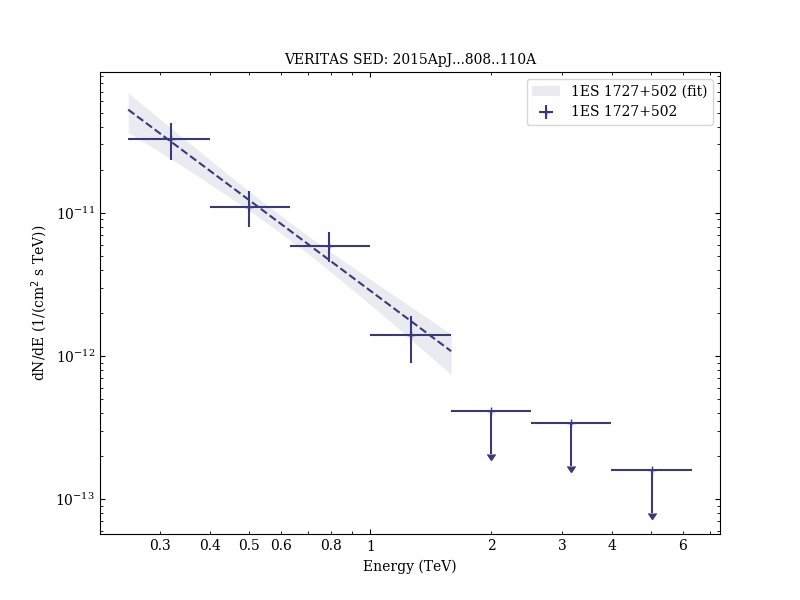 VERITAS SED: 2015ApJ...808..110A
1ES 1727+502 (fit)
1ES 1727+502
dN/dE (1/(cm² s TeV))
10⁻¹¹
10⁻¹²
10⁻¹³
0.3 0.4 0.5 0.6 0.8 1 2 3 4 6
Energy (TeV)